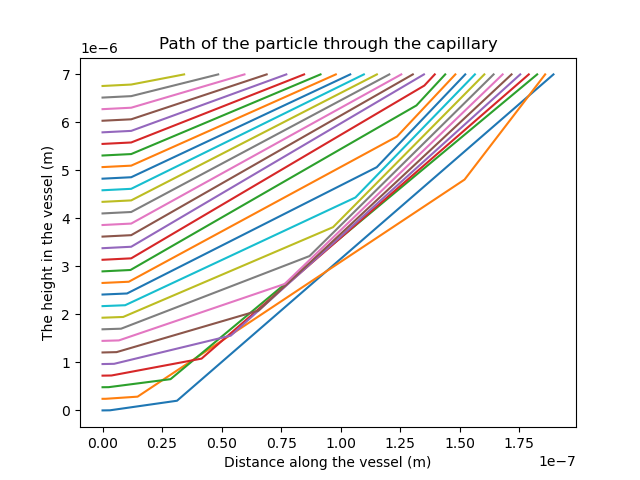 Path of the particle through the capillary
1e−6
7
6
5
4
3
2
1
0
The height in the vessel (m)
0.00 0.25 0.50 0.75 1.00 1.25 1.50 1.75
Distance along the vessel (m)
1e−7